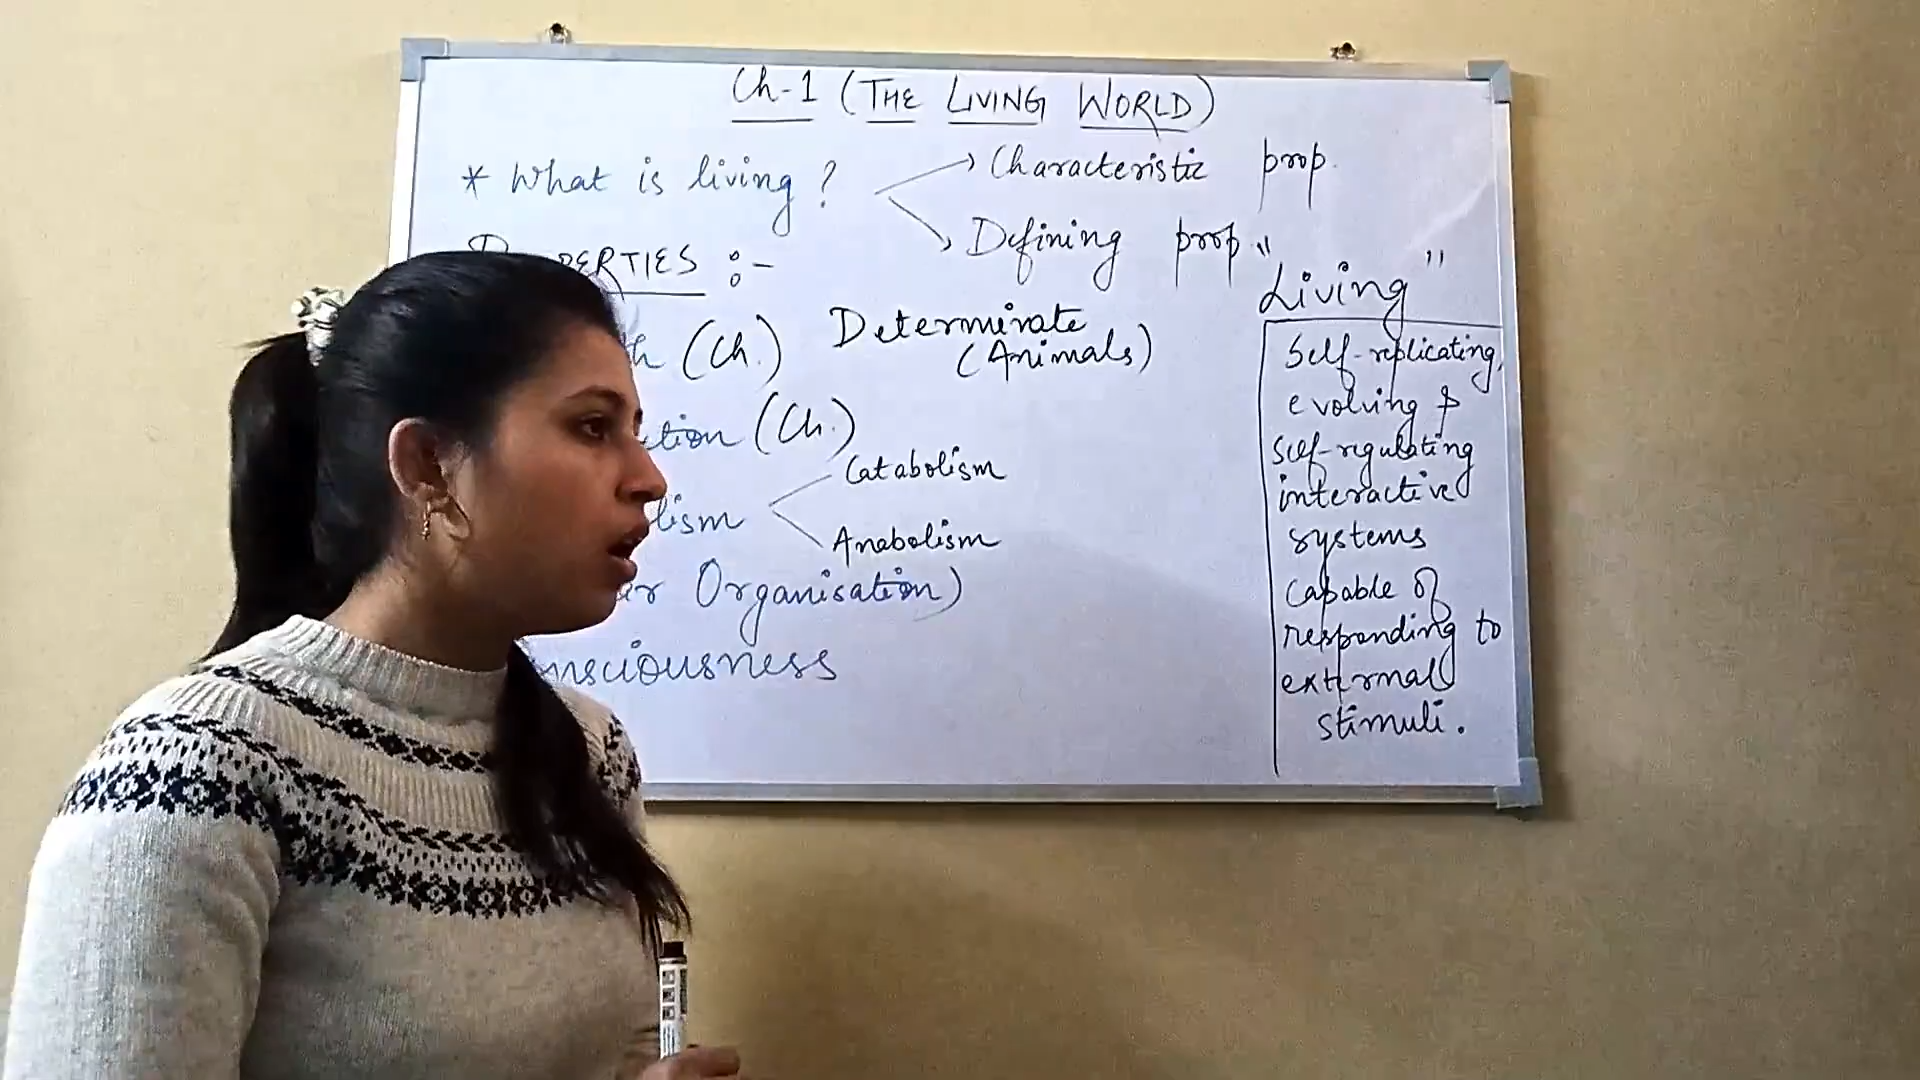 Ch-1 (THE LIVING WORLD)
* What is living?
Characteristic prop.
Defining prop.
PROPERTIES :-
(Ch.)
Determinate
(Animals)
(Ch.)
Catabolism
Anabolism
Organisation)
"Living"
Self-replicating,
evolving &
self-regulating
interactive
systems
capable of
responding to
external
stimuli.